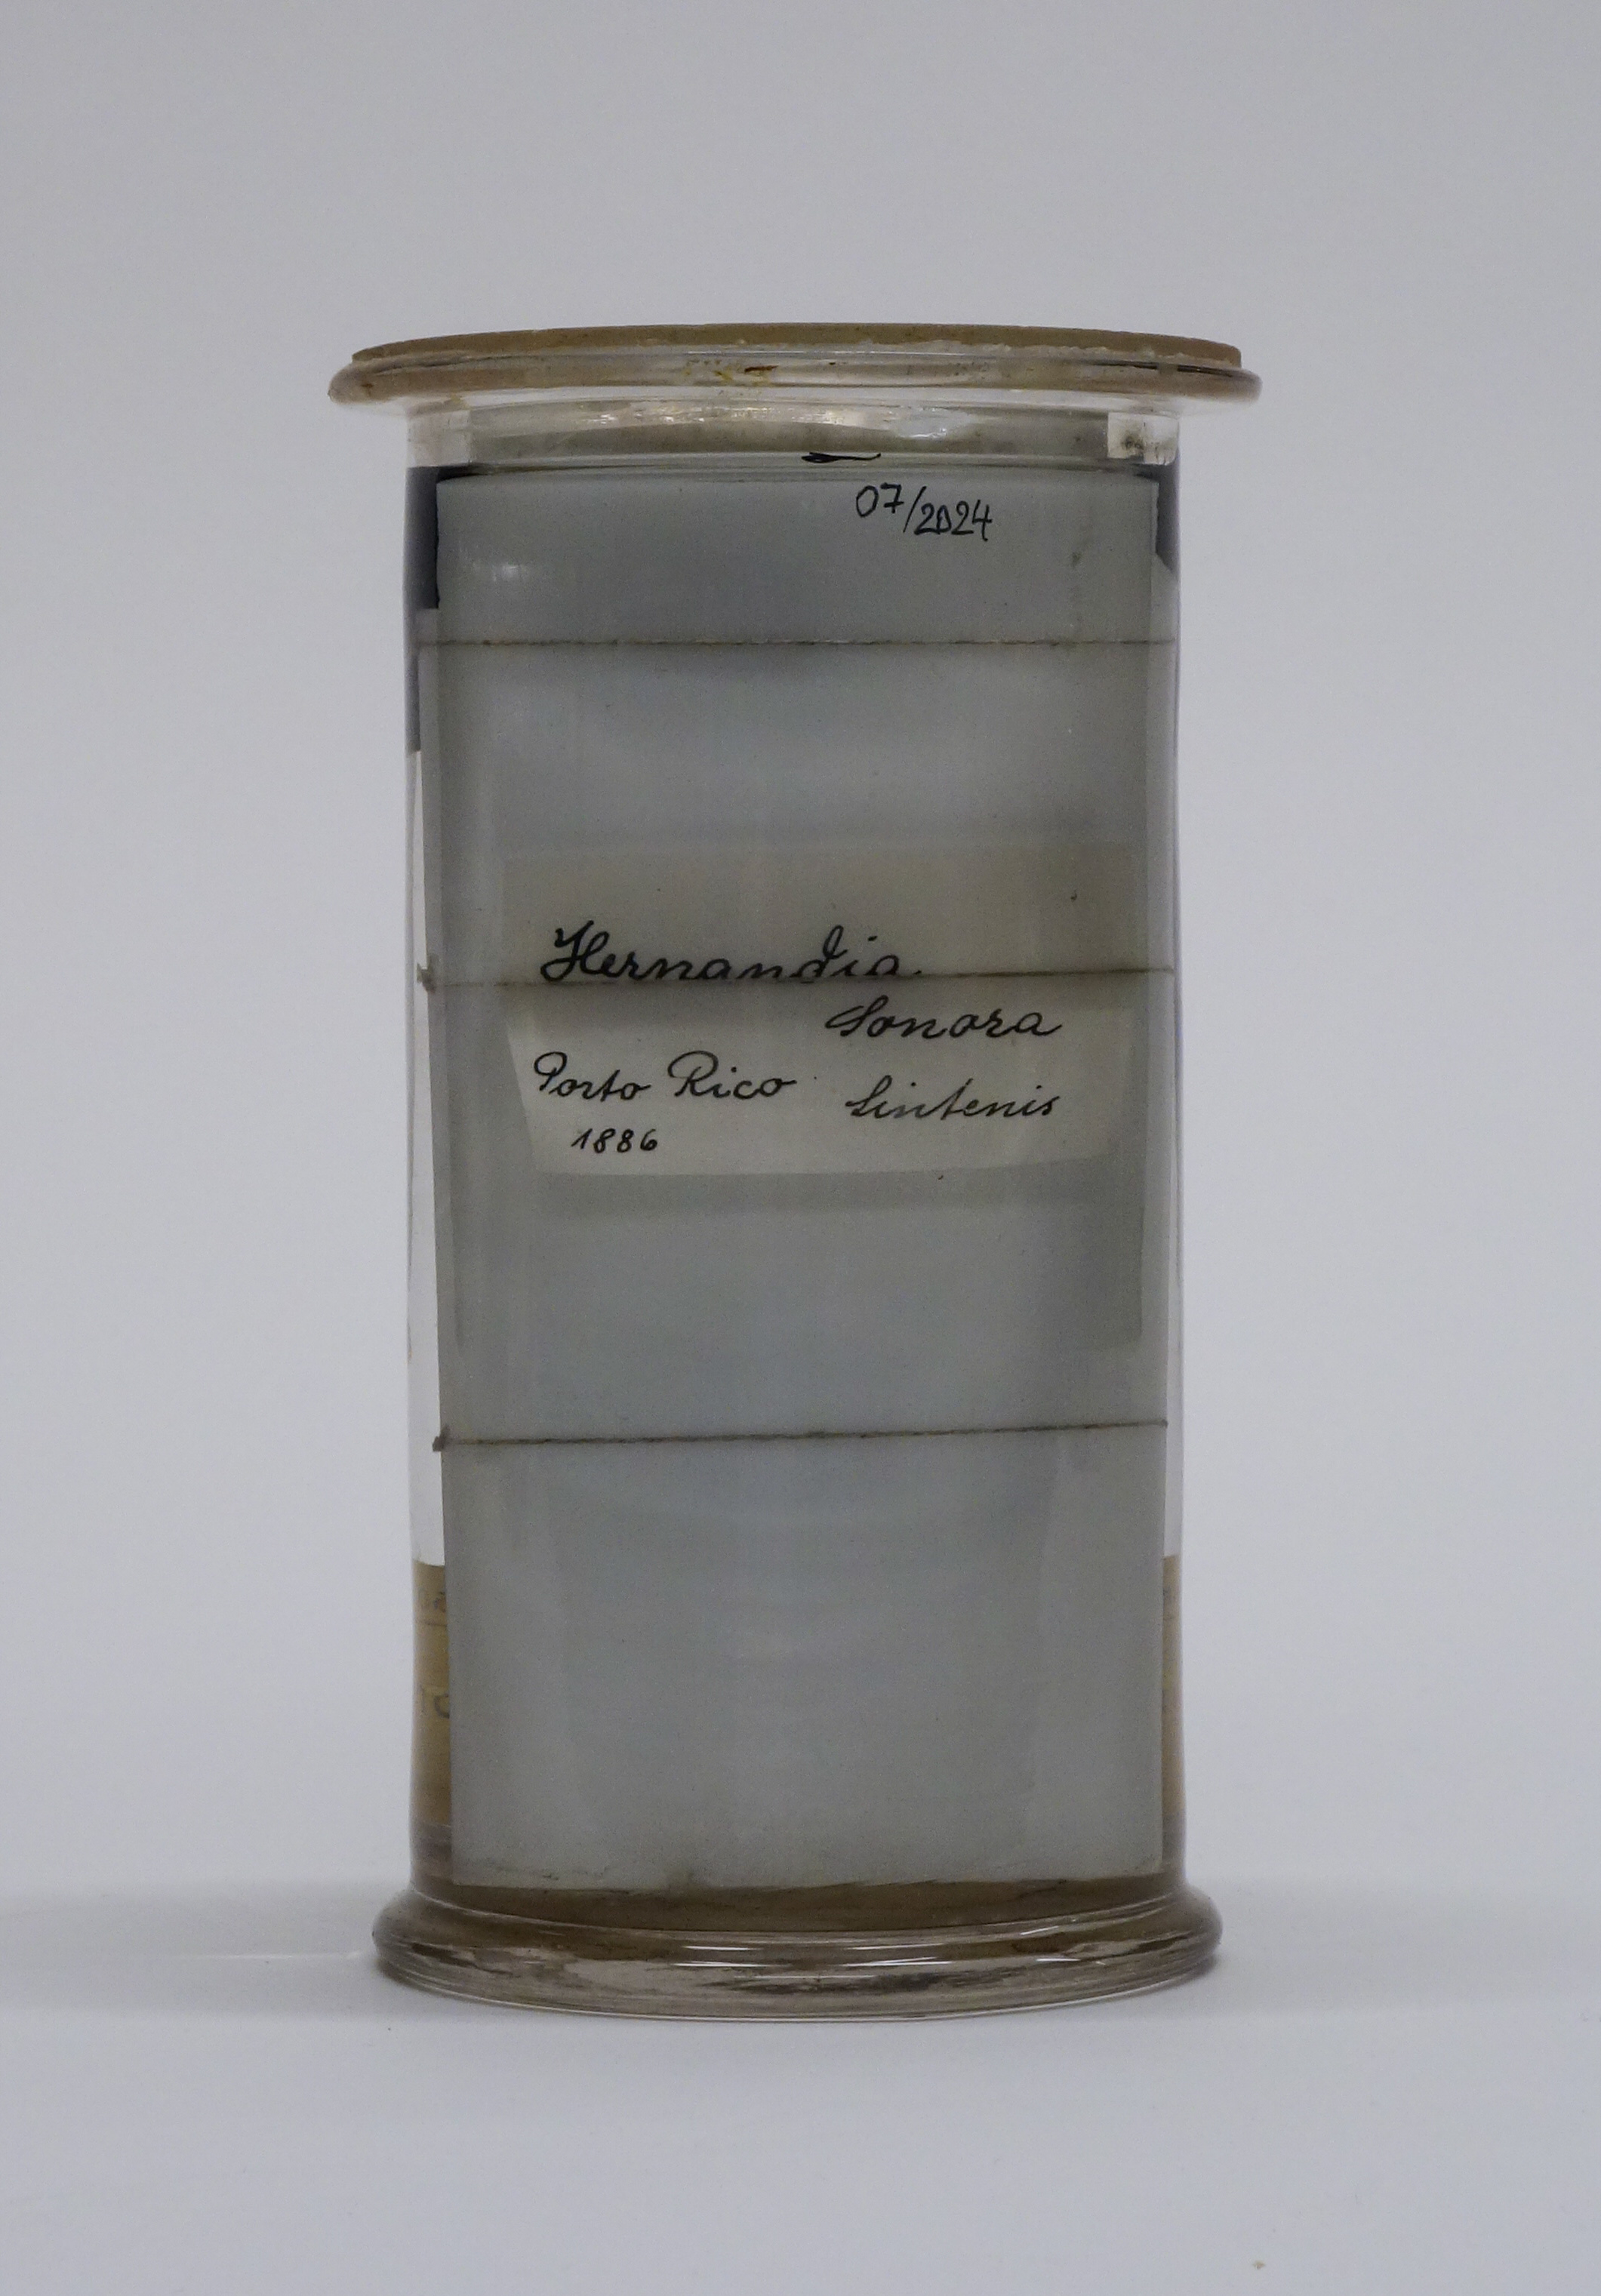 07/2024
Hernandia.
Sonora
Porto Rico Sintenis
1886